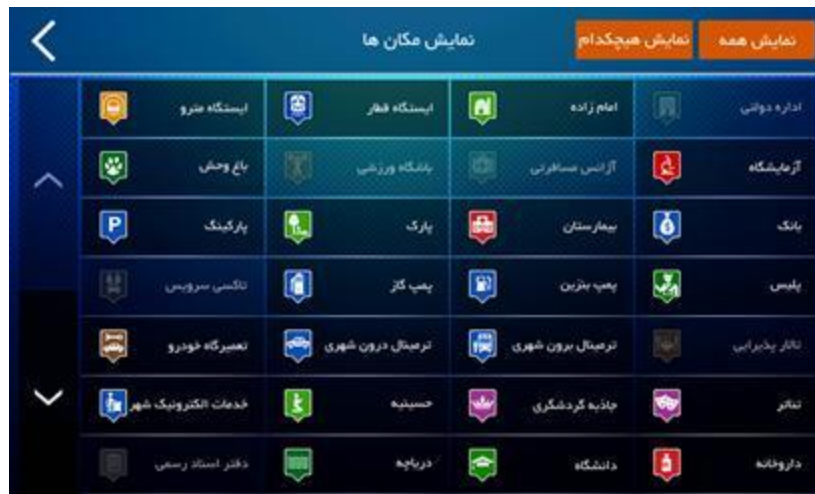 نمایش همه نمایش هیچکدام نمایش مکان ها
اداره دولتی امام زاده ایستگاه قطار ایستگاه مترو
آزمایشگاه آژانس مسافرتی باشگاه ورزشی باغ وحش
بانک بیمارستان پارک پارکینگ
پلیس پمپ بنزین پمپ گاز تاکسی سرویس
تالار پذیرایی ترمینال برون شهری ترمینال درون شهری تعمیرگاه خودرو
تئاتر جاذبه گردشگری حسینیه خدمات الکترونیک شهر
داروخانه دانشگاه دریاچه دفتر اسناد رسمی